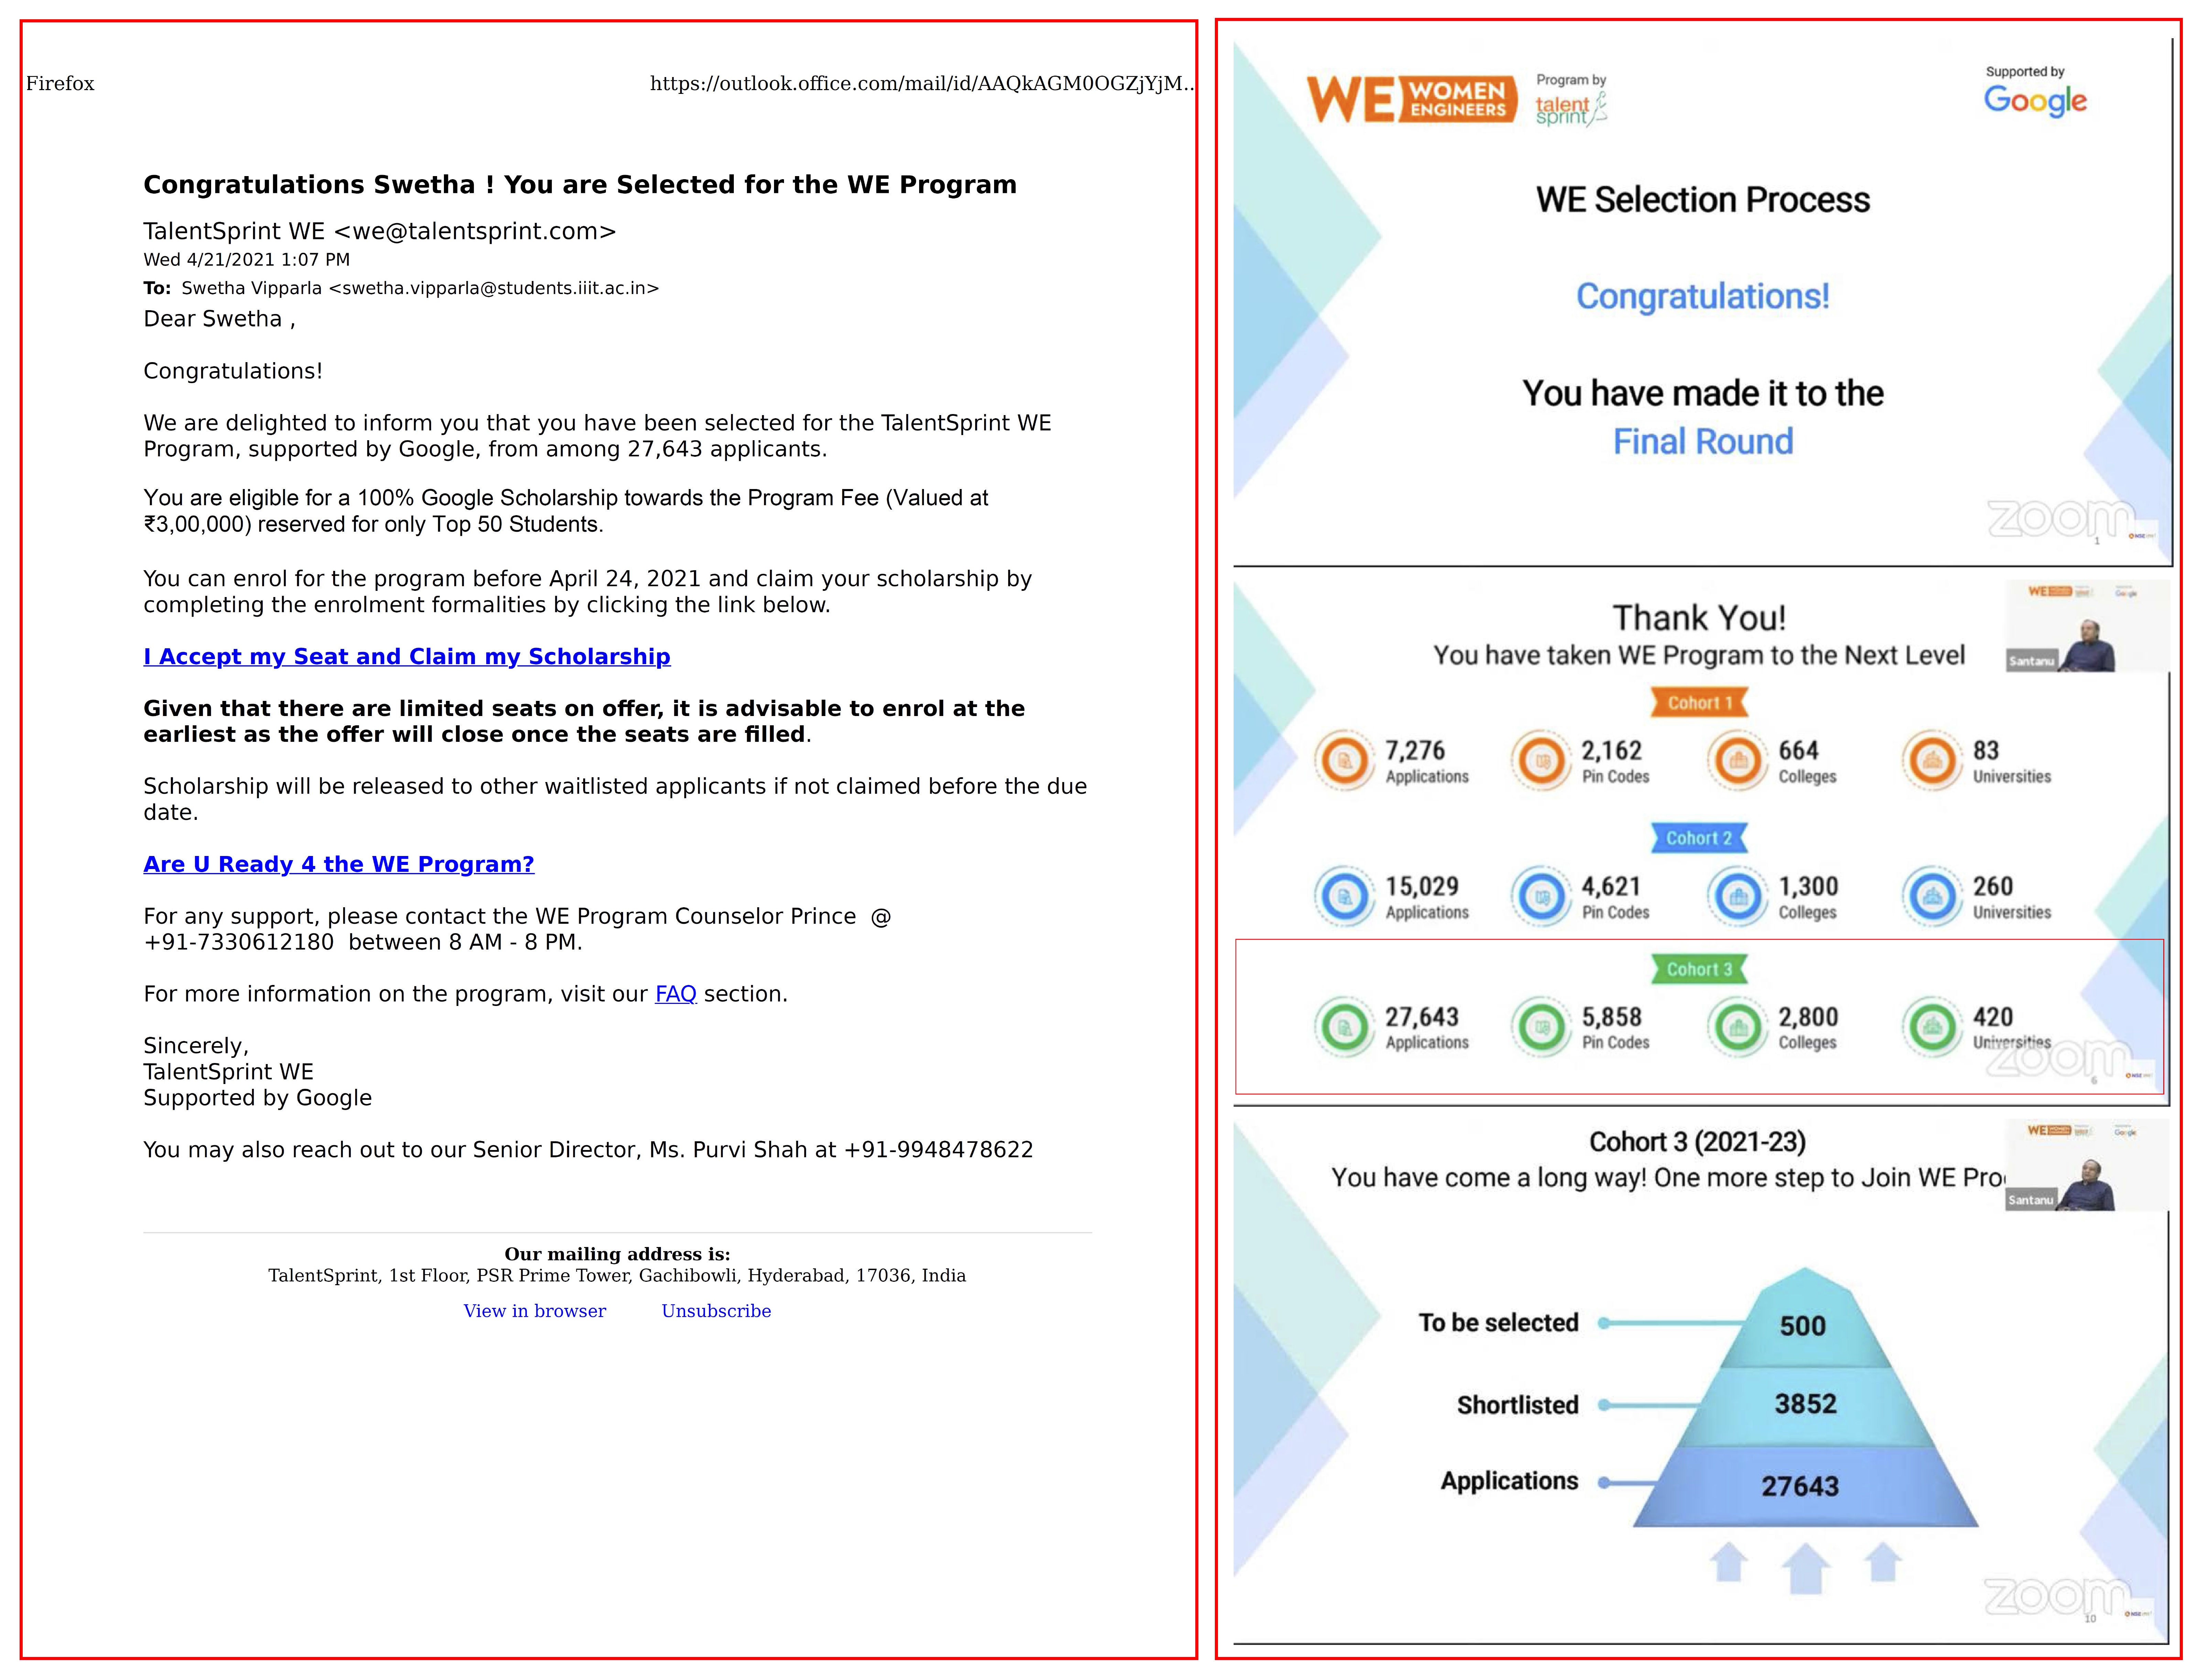 Firefox
https://outlook.office.com/mail/id/AAQkAGM0OGZjYjM...
Congratulations Swetha ! You are Selected for the WE Program
TalentSprint WE <we@talentsprint.com>
Wed 4/21/2021 1:07 PM
To: Swetha Vipparla <swetha.vipparla@students.iiit.ac.in>
Dear Swetha ,
Congratulations!
We are delighted to inform you that you have been selected for the TalentSprint WE
Program, supported by Google, from among 27,643 applicants.
You are eligible for a 100% Google Scholarship towards the Program Fee (Valued at
₹3,00,000) reserved for only Top 50 Students.
You can enrol for the program before April 24, 2021 and claim your scholarship by
completing the enrolment formalities by clicking the link below.
I Accept my Seat and Claim my Scholarship
Given that there are limited seats on offer, it is advisable to enrol at the
earliest as the offer will close once the seats are filled.
Scholarship will be released to other waitlisted applicants if not claimed before the due
date.
Are U Ready 4 the WE Program?
For any support, please contact the WE Program Counselor Prince @
+91-7330612180 between 8 AM - 8 PM.
For more information on the program, visit our FAQ section.
Sincerely,
TalentSprint WE
Supported by Google
You may also reach out to our Senior Director, Ms. Purvi Shah at +91-9948478622
Our mailing address is:
TalentSprint, 1st Floor, PSR Prime Tower, Gachibowli, Hyderabad, 17036, India
View in browser Unsubscribe
WE WOMEN ENGINEERS
Program by
talent sprint
Supported by
Google
WE Selection Process
Congratulations!
You have made it to the
Final Round
zoom
1
Thank You!
You have taken WE Program to the Next Level
WE
Google
Santanu
Cohort 1
7,276 2,162 664 83
Applications Pin Codes Colleges Universities
Cohort 2
15,029 4,621 1,300 260
Applications Pin Codes Colleges Universities
Cohort 3
27,643 5,858 2,800 420
Applications Pin Codes Colleges Universities
zoom
6
Cohort 3 (2021-23)
You have come a long way! One more step to Join WE Pro
WE
Google
Santanu
To be selected 500
Shortlisted 3852
Applications 27643
zoom
10